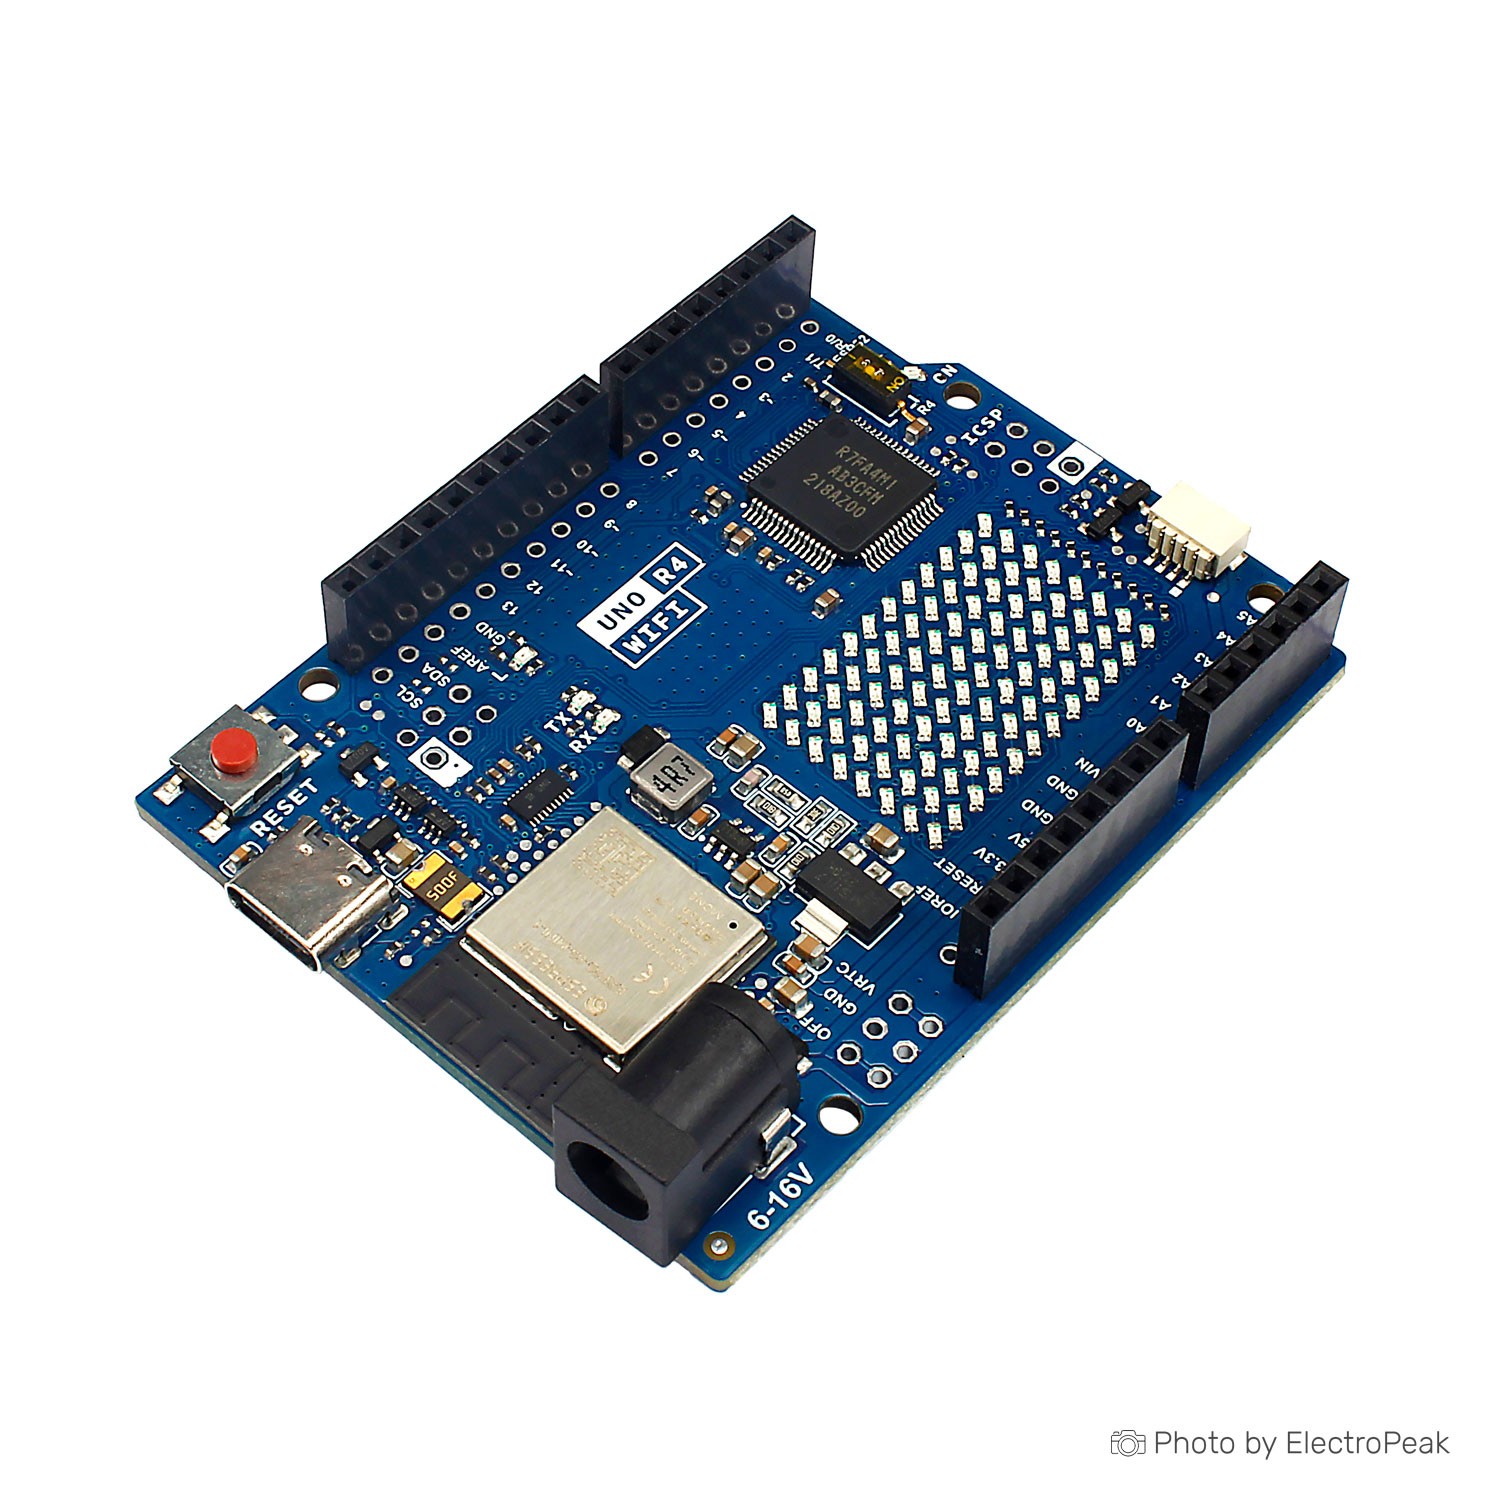 R7FA4M1
AB3CFM
218AZ00
UNO R4
WIFI
ICSP
CN
ON
R4
L
2
~3
4
~5
~6
7
8
~9
~10
~11
12
13
GND
AREF
SDA
SCL
L
TX
RX
RESET
4R7
500F
A5
A4
A3
A2
A1
A0
VIN
GND
GND
5V
3.3V
RESET
IOREF
VRTC
GND
OFF
6-16V
Photo by ElectroPeak